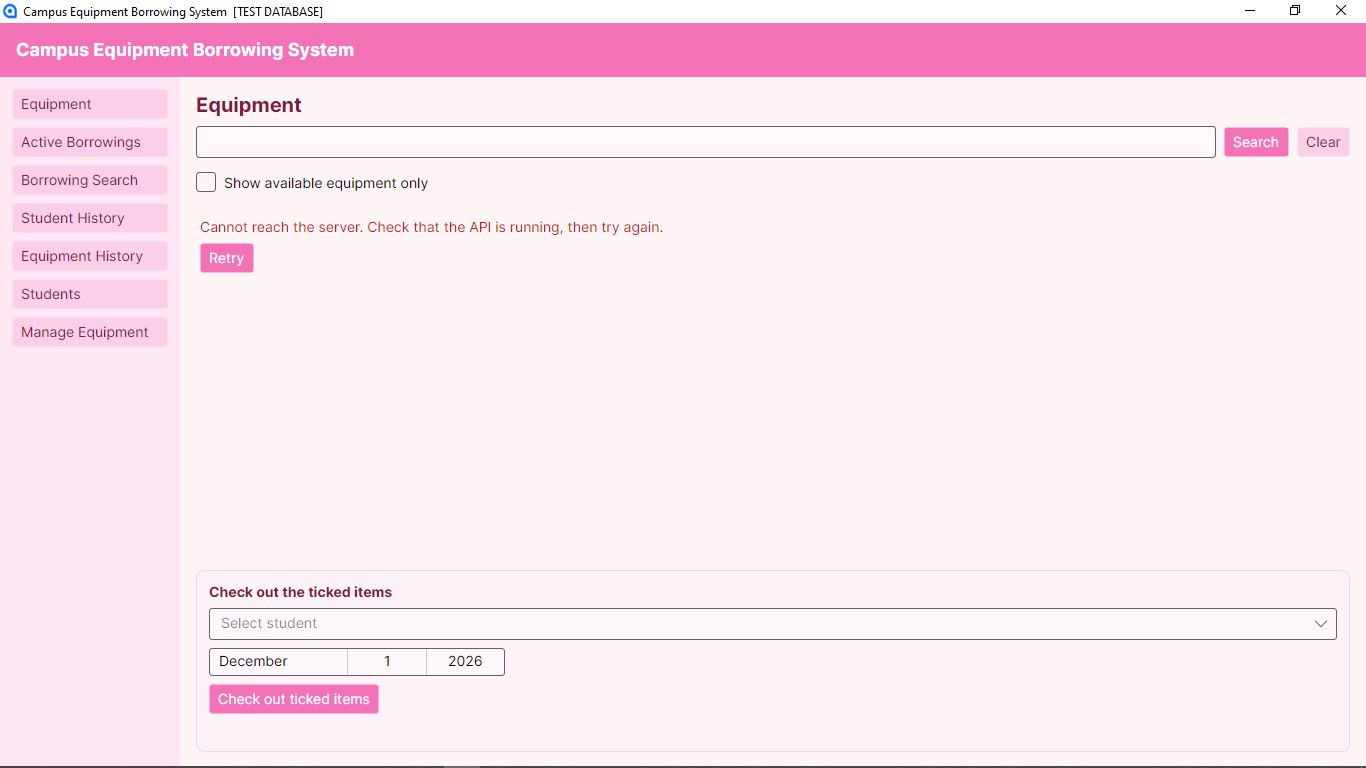 Campus Equipment Borrowing System [TEST DATABASE]
Campus Equipment Borrowing System
Equipment
Active Borrowings
Borrowing Search
Student History
Equipment History
Students
Manage Equipment
Equipment
Search Clear
Show available equipment only
Cannot reach the server. Check that the API is running, then try again.
Retry
Check out the ticked items
Select student
December 1 2026
Check out ticked items